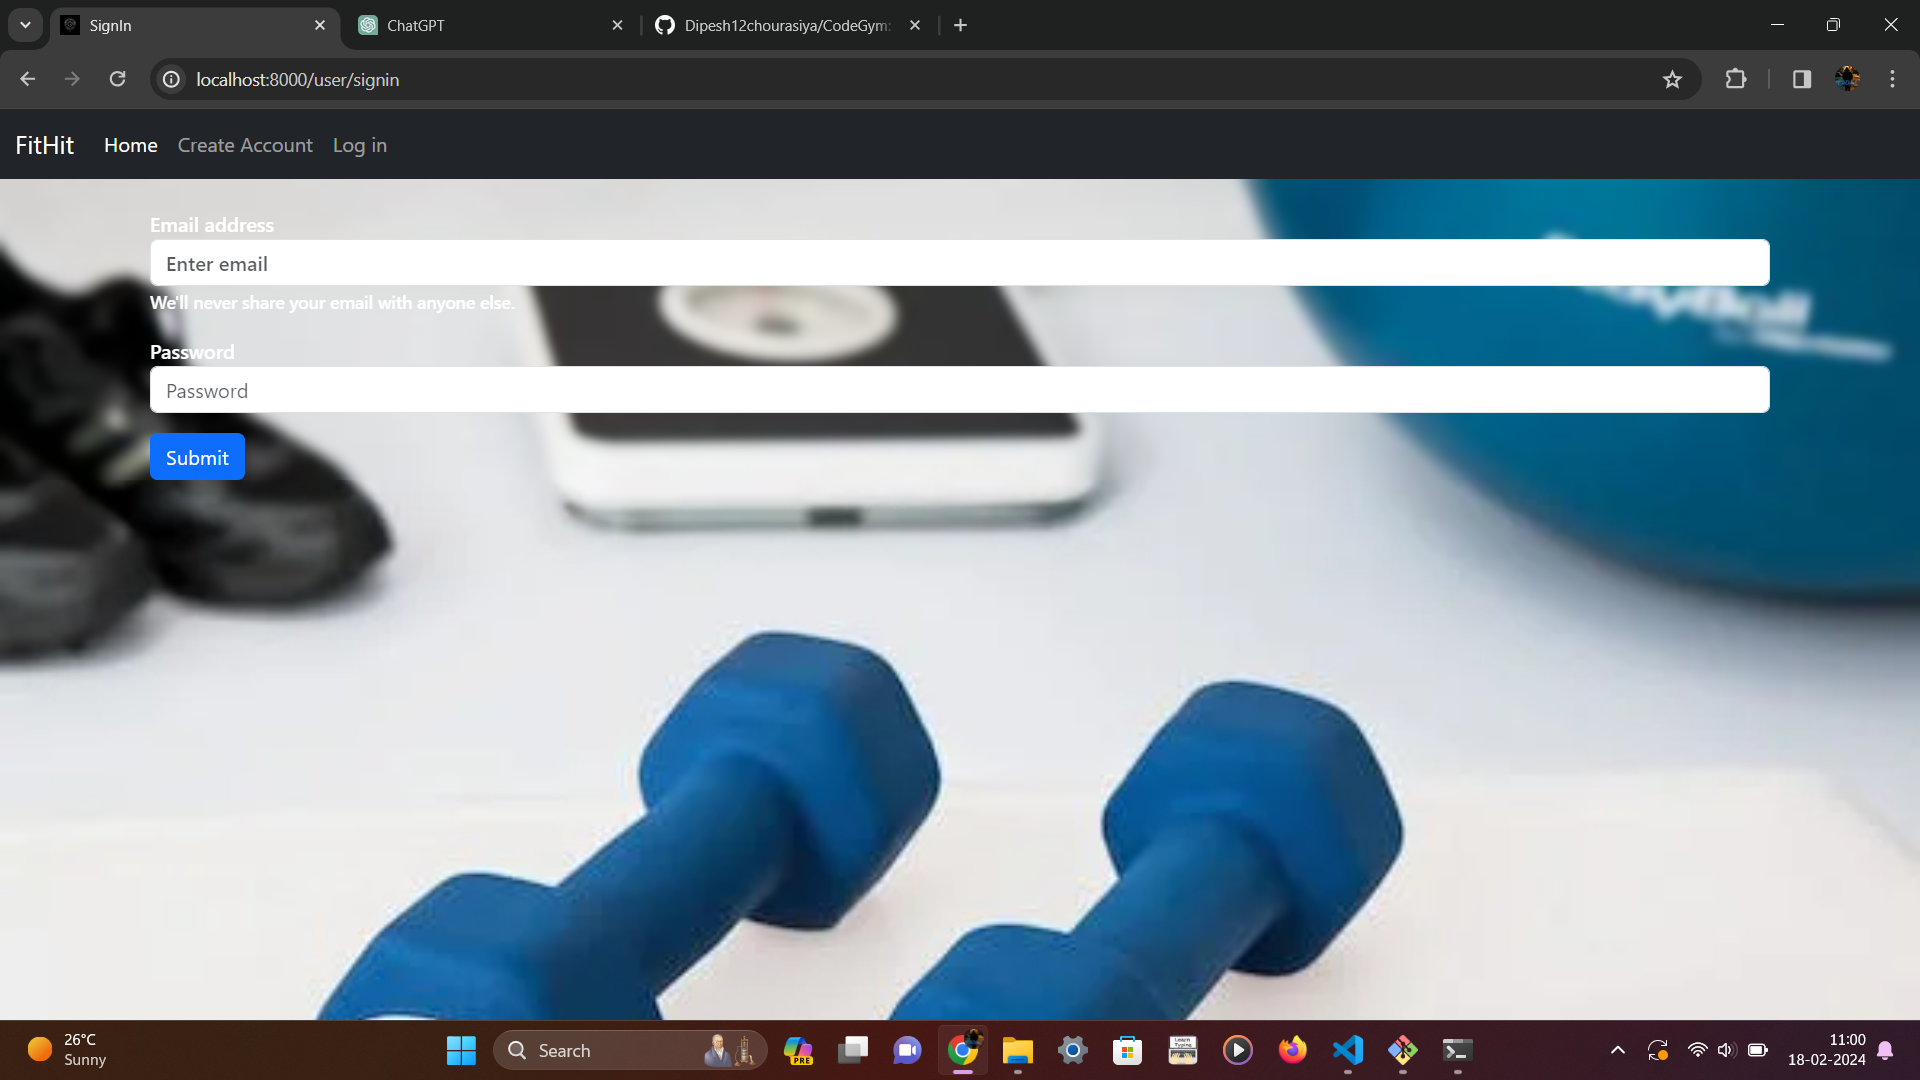 SignIn
ChatGPT
Dipesh12chourasiya/CodeGym:
localhost:8000/user/signin
FitHit Home Create Account Log in
Email address
Enter email
We'll never share your email with anyone else.
Password
Password
Submit
26°C
Sunny
Search
PRE
11:00
18-02-2024